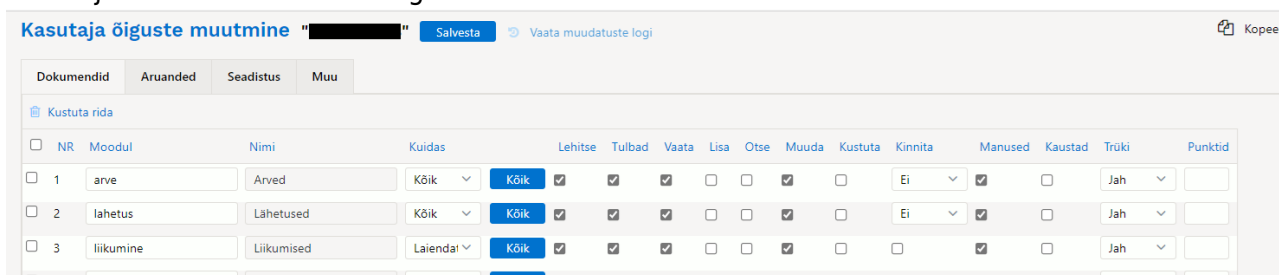 Kasutaja õiguste muutmine " " Salvesta Vaata muudatuste logi Kopee
Dokumendid Aruanded Seadistus Muu
Kustuta rida
NR Moodul Nimi Kuidas Lehitse Tulbad Vaata Lisa Otse Muuda Kustuta Kinnita Manused Kaustad Trüki Punktid
1 arve Arved Kõik Kõik Ei Jah
2 lahetus Lähetused Kõik Kõik Ei Jah
3 liikumine Liikumised Laiendat Kõik Jah